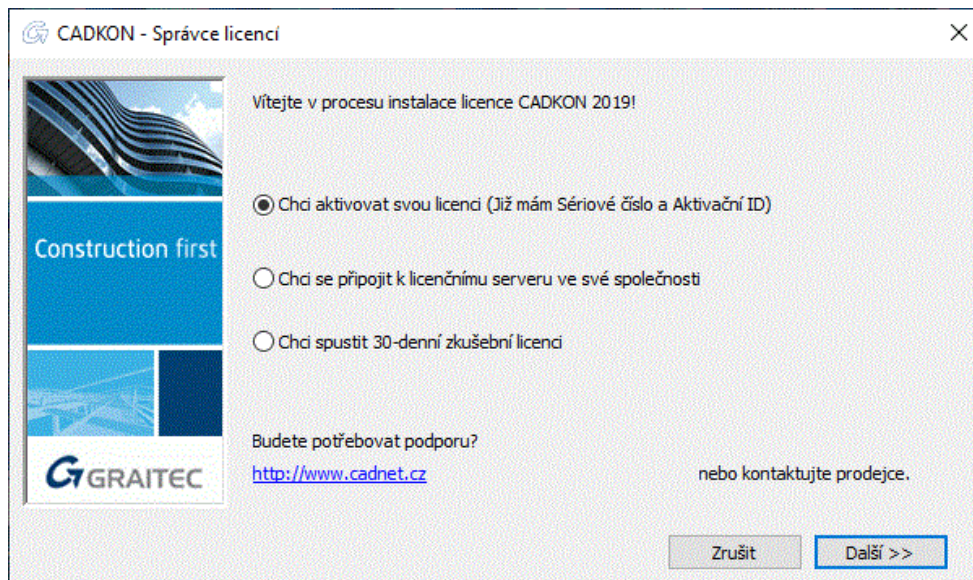 CADKON - Správce licencí
Vítejte v procesu instalace licence CADKON 2019!
Chci aktivovat svou licenci (Již mám Sériové číslo a Aktivační ID)
Construction first
Chci se připojit k licenčnímu serveru ve své společnosti
Chci spustit 30-denní zkušební licenci
Budete potřebovat podporu?
GRAITEC
http://www.cadnet.cz nebo kontaktujte prodejce.
Zrušit Další >>